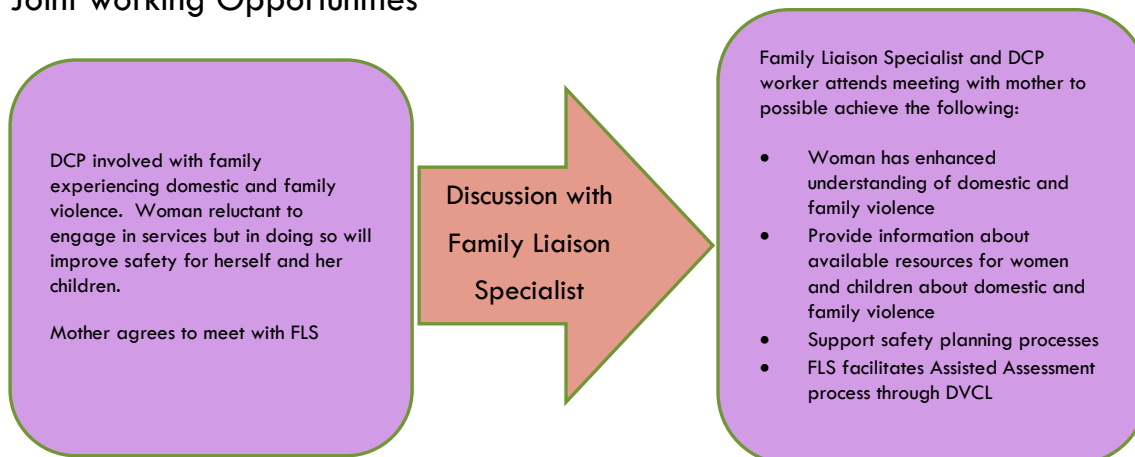 Joint Working Opportunities
DCP involved with family
experiencing domestic and family
violence. Woman reluctant to
engage in services but in doing so will
improve safety for herself and her
children.
Mother agrees to meet with FLS
Discussion with
Family Liaison
Specialist
Family Liaison Specialist and DCP
worker attends meeting with mother to
possible achieve the following:
• Woman has enhanced
understanding of domestic and
family violence
• Provide information about
available resources for women
and children about domestic and
family violence
• Support safety planning processes
• FLS facilitates Assisted Assessment
process through DVCL